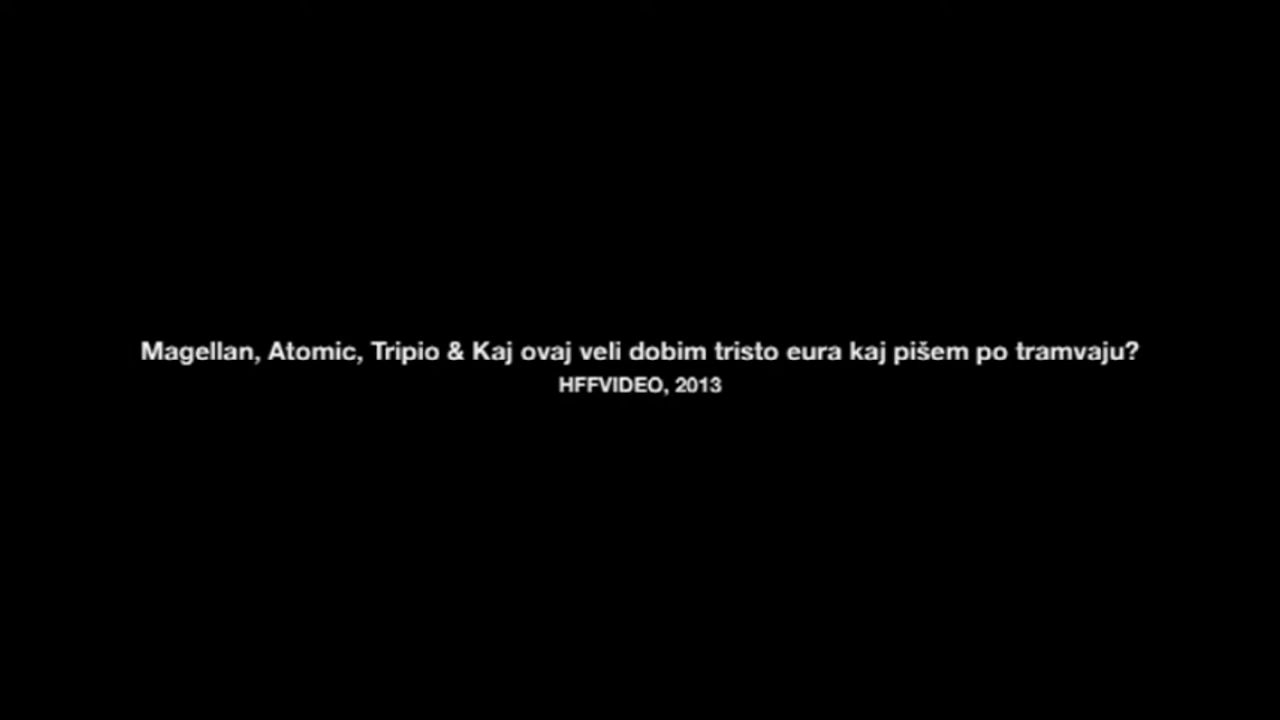 Magellan, Atomic, Tripio & Kaj ovaj veli dobim tristo eura kaj pišem po tramvaju?
HFFVIDEO, 2013